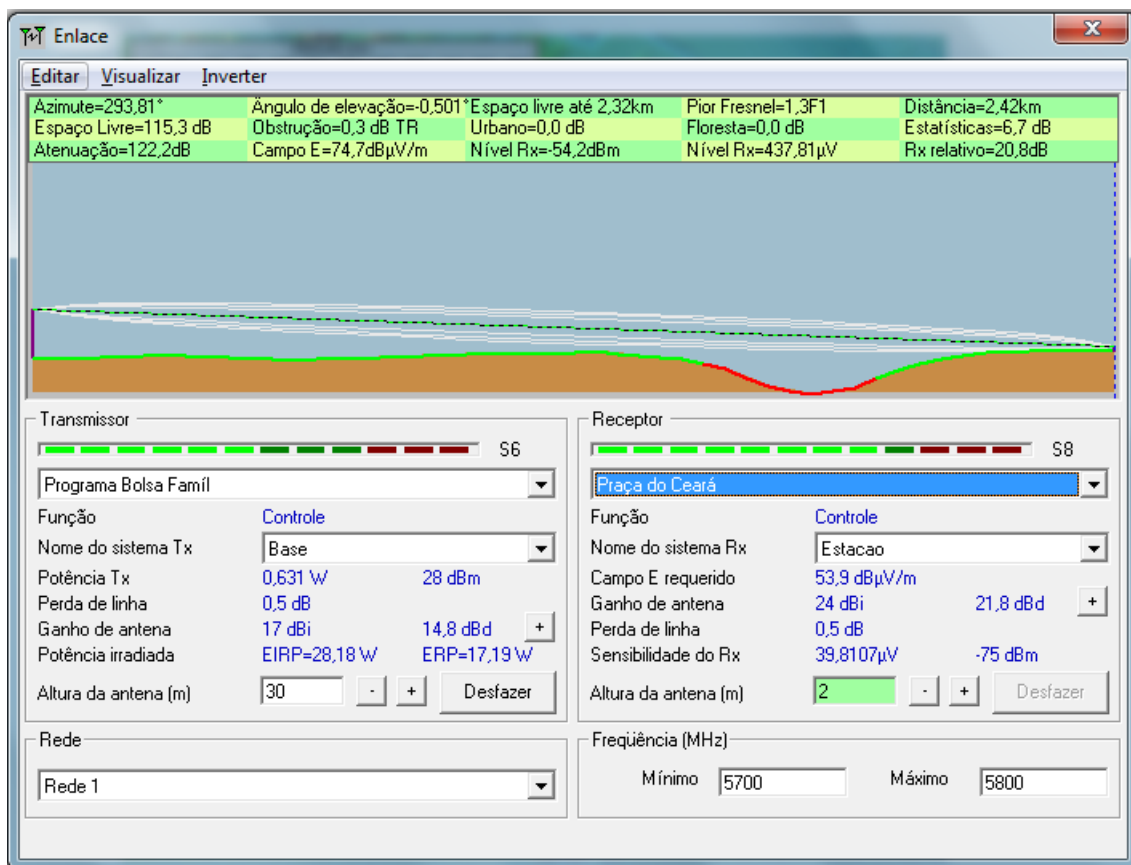 Enlace
Editar Visualizar Inverter
Azimute=293,81° Ângulo de elevação=-0,501° Espaço livre até 2,32km Pior Fresnel=1,3F1 Distância=2,42km
Espaço Livre=115,3 dB Obstrução=0,3 dB TR Urbano=0,0 dB Floresta=0,0 dB Estatísticas=6,7 dB
Atenuação=122,2dB Campo E=74,7dBµV/m Nível Rx=-54,2dBm Nível Rx=437,81µV Rx relativo=20,8dB
Transmissor
S6
Programa Bolsa Famíl
Função Controle
Nome do sistema Tx Base
Potência Tx 0,631 W 28 dBm
Perda de linha 0,5 dB
Ganho de antena 17 dBi 14,8 dBd +
Potência irradiada EIRP=28,18 W ERP=17,19 W
Altura da antena (m) 30 - + Desfazer
Receptor
S8
Praça do Ceará
Função Controle
Nome do sistema Rx Estacao
Campo E requerido 53,9 dBµV/m
Ganho de antena 24 dBi 21,8 dBd +
Perda de linha 0,5 dB
Sensibilidade do Rx 39,8107µV -75 dBm
Altura da antena (m) 2 - + Desfazer
Rede
Rede 1
Freqüência (MHz)
Mínimo 5700 Máximo 5800